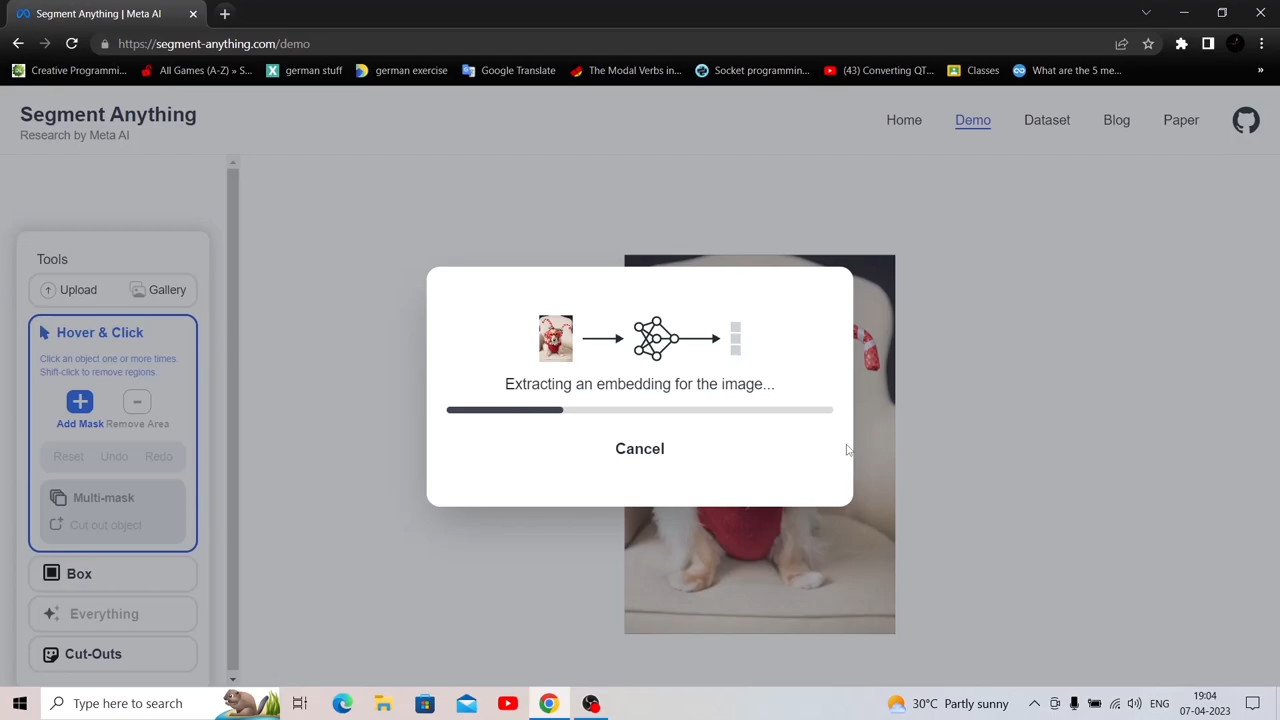 Segment Anything | Meta AI
https://segment-anything.com/demo
Creative Programmi...
All Games (A-Z) » S...
german stuff
german exercise
Google Translate
The Modal Verbs in...
Socket programmin...
(43) Converting QT...
Classes
What are the 5 me...
»
Segment Anything
Research by Meta AI
Home
Demo
Dataset
Blog
Paper
Tools
Upload
Gallery
Hover & Click
Click an object one or more times.
Shift-click to remove regions.
Add Mask
Remove Area
Reset
Undo
Redo
Multi-mask
Cut out object
Box
Everything
Cut-Outs
Extracting an embedding for the image...
Cancel
Type here to search
30°C Partly sunny
ENG
19:04
07-04-2023